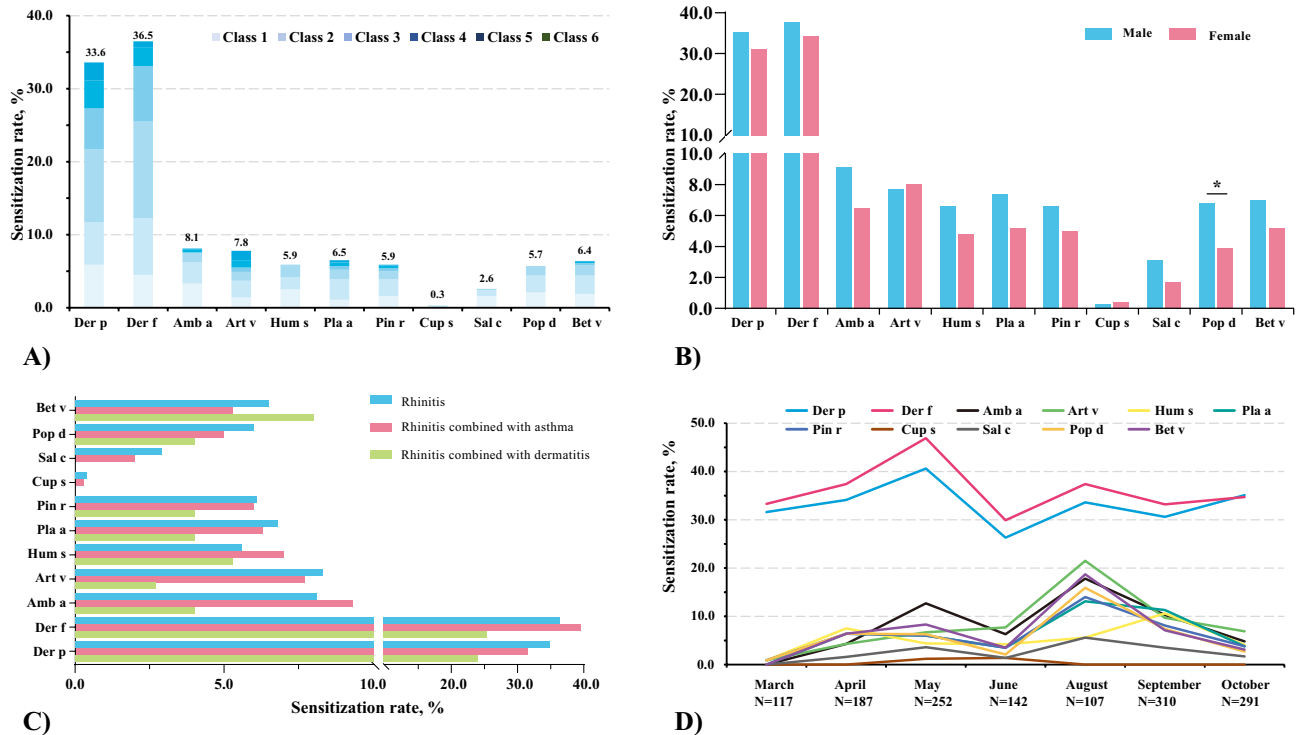 A)
Sensitization rate, %
40.0
30.0
20.0
10.0
0.0
Class 1 Class 2 Class 3 Class 4 Class 5 Class 6
33.6 36.5 8.1 7.8 5.9 6.5 5.9 0.3 2.6 5.7 6.4
Der p Der f Amb a Art v Hum s Pla a Pin r Cup s Sal c Pop d Bet v
B)
Sensitization rate, %
40.0
30.0
20.0
10.0
10.0
8.0
6.0
4.0
2.0
0.0
Male Female
*
Der p Der f Amb a Art v Hum s Pla a Pin r Cup s Sal c Pop d Bet v
C)
Rhinitis
Rhinitis combined with asthma
Rhinitis combined with dermatitis
Bet v
Pop d
Sal c
Cup s
Pin r
Pla a
Hum s
Art v
Amb a
Der f
Der p
0.0 5.0 10.0 20.0 30.0 40.0
Sensitization rate, %
D)
Der p Der f Amb a Art v Hum s Pla a
Pin r Cup s Sal c Pop d Bet v
Sensitization rate, %
50.0
40.0
30.0
20.0
10.0
0.0
March April May June August September October
N=117 N=187 N=252 N=142 N=107 N=310 N=291